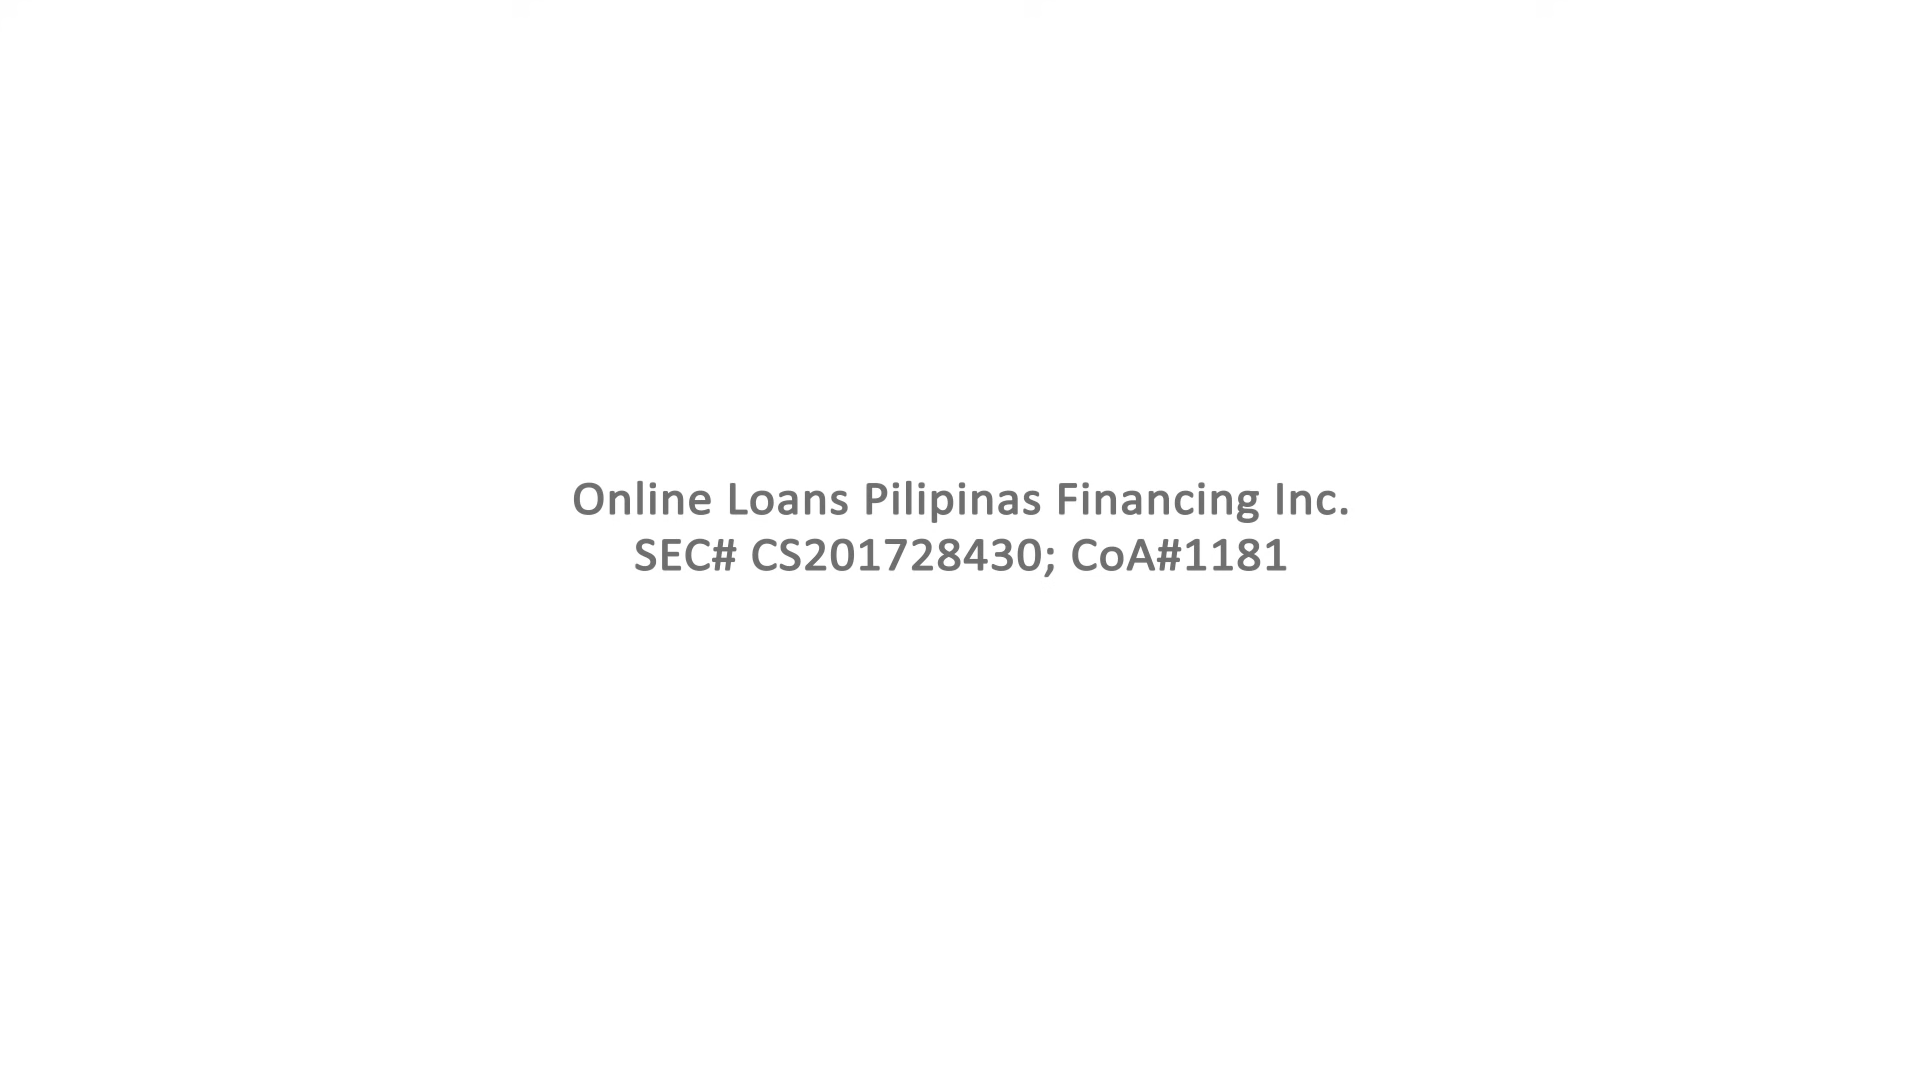 Online Loans Pilipinas Financing Inc.
SEC# CS201728430; CoA#1181